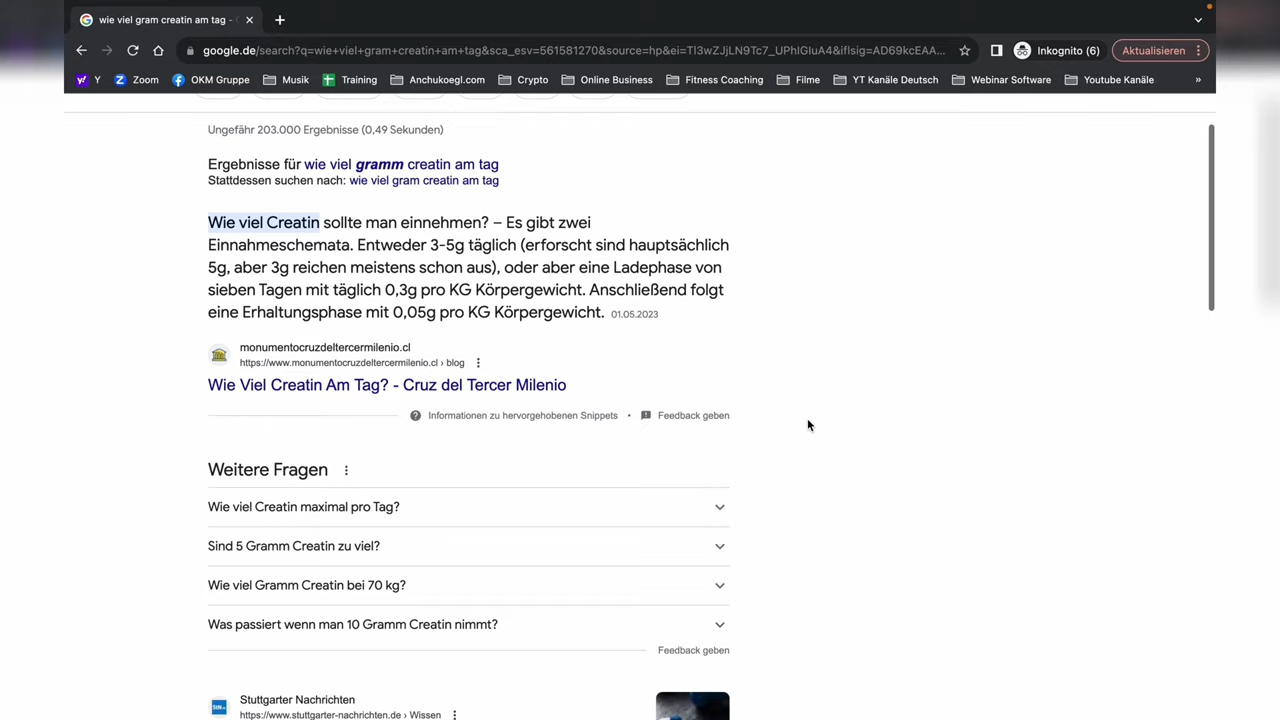 wie viel gram creatin am tag -
google.de/search?q=wie+viel+gram+creatin+am+tag&sca_esv=561581270&source=hp&ei=Tl3wZJjLN9Tc7_UPhIGluA4&iflsig=AD69kcEAA...
Inkognito (6)
Aktualisieren
Y
Zoom
OKM Gruppe
Musik
Training
Anchukoegl.com
Crypto
Online Business
Fitness Coaching
Filme
YT Kanäle Deutsch
Webinar Software
Youtube Kanäle
»
Ungefähr 203.000 Ergebnisse (0,49 Sekunden)
Ergebnisse für wie viel gramm creatin am tag
Stattdessen suchen nach: wie viel gram creatin am tag
Wie viel Creatin sollte man einnehmen? – Es gibt zwei
Einnahmeschemata. Entweder 3-5g täglich (erforscht sind hauptsächlich
5g, aber 3g reichen meistens schon aus), oder aber eine Ladephase von
sieben Tagen mit täglich 0,3g pro KG Körpergewicht. Anschließend folgt
eine Erhaltungsphase mit 0,05g pro KG Körpergewicht. 01.05.2023
monumentocruzdeltercermilenio.cl
https://www.monumentocruzdeltercermilenio.cl › blog
Wie Viel Creatin Am Tag? - Cruz del Tercer Milenio
Informationen zu hervorgehobenen Snippets • Feedback geben
Weitere Fragen
Wie viel Creatin maximal pro Tag?
Sind 5 Gramm Creatin zu viel?
Wie viel Gramm Creatin bei 70 kg?
Was passiert wenn man 10 Gramm Creatin nimmt?
Feedback geben
Stuttgarter Nachrichten
https://www.stuttgarter-nachrichten.de › Wissen